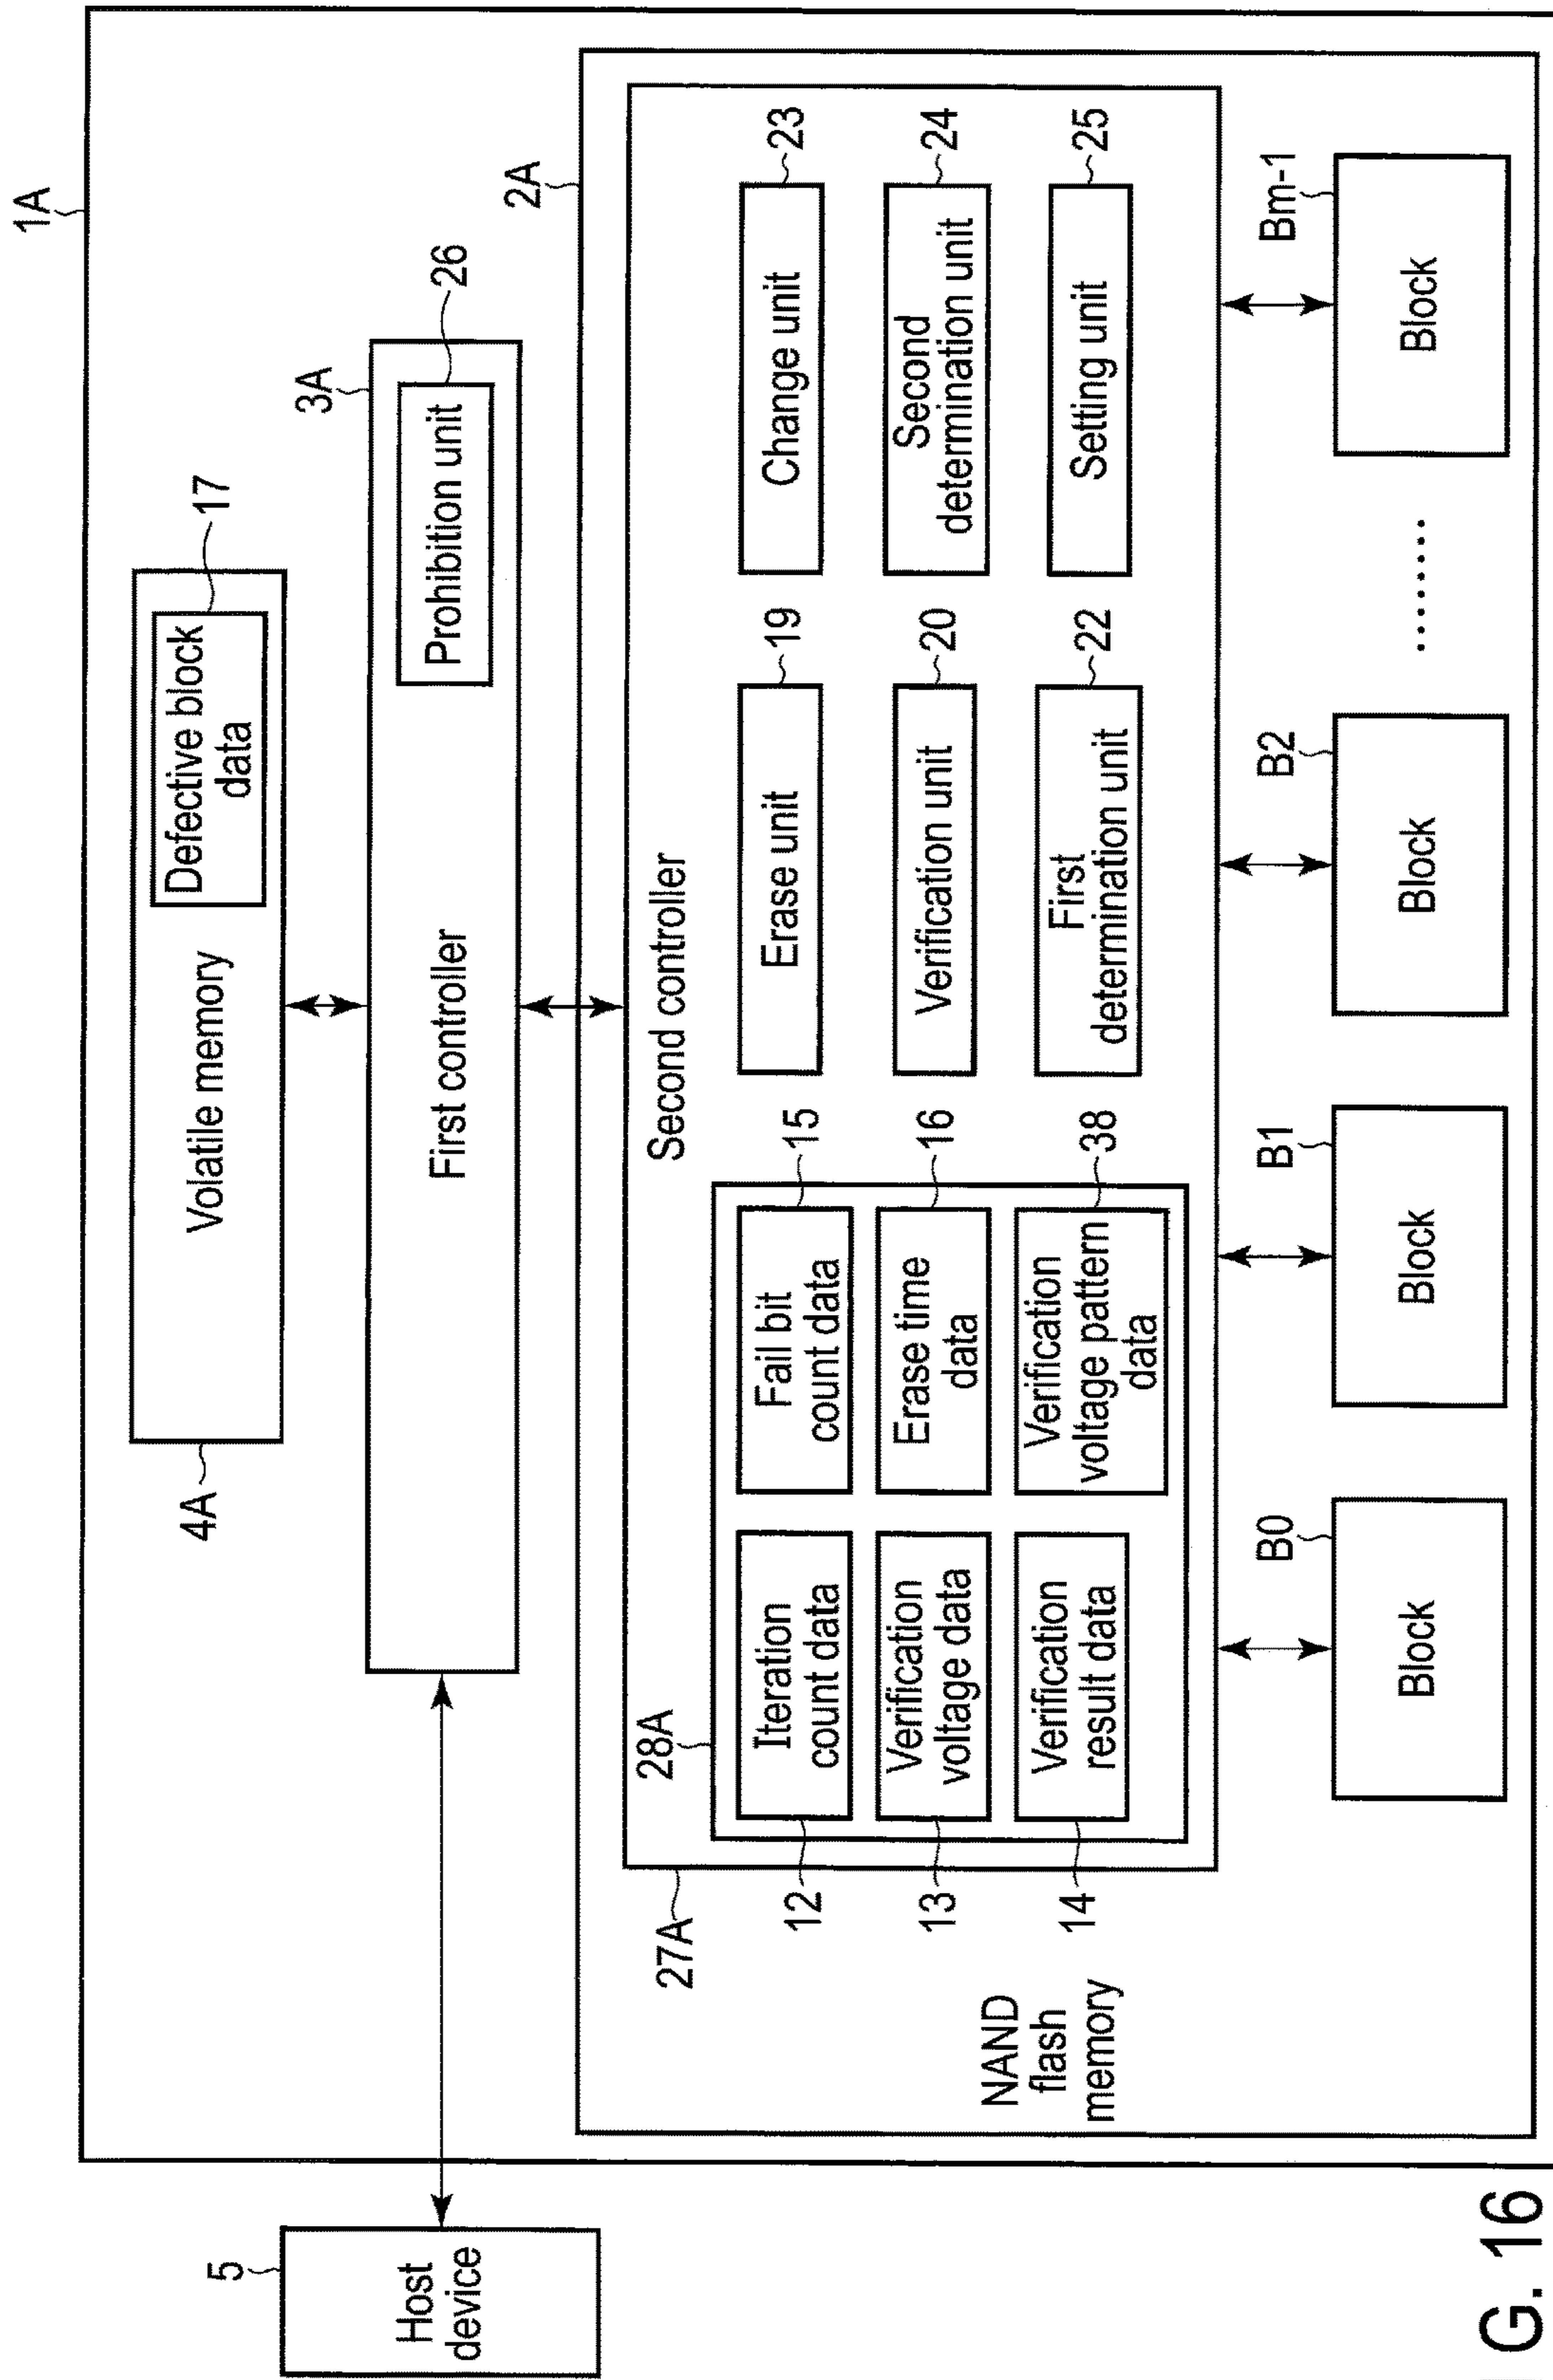 1A
4A
Volatile memory
Defective block
data
17
3A
First controller
Prohibition unit
26
5
Host
device
2A
NAND
flash
memory
27A
Second controller
28A
12
Iteration
count data
Fail bit
count data
15
13
Verification
voltage data
Erase time
data
16
14
Verification
result data
Verification
voltage pattern
data
38
Erase unit
19
Change unit
23
Verification unit
20
Second
determination unit
24
First
determination unit
22
Setting unit
25
B0
Block
B1
Block
B2
Block
........
Bm-1
Block
G. 16